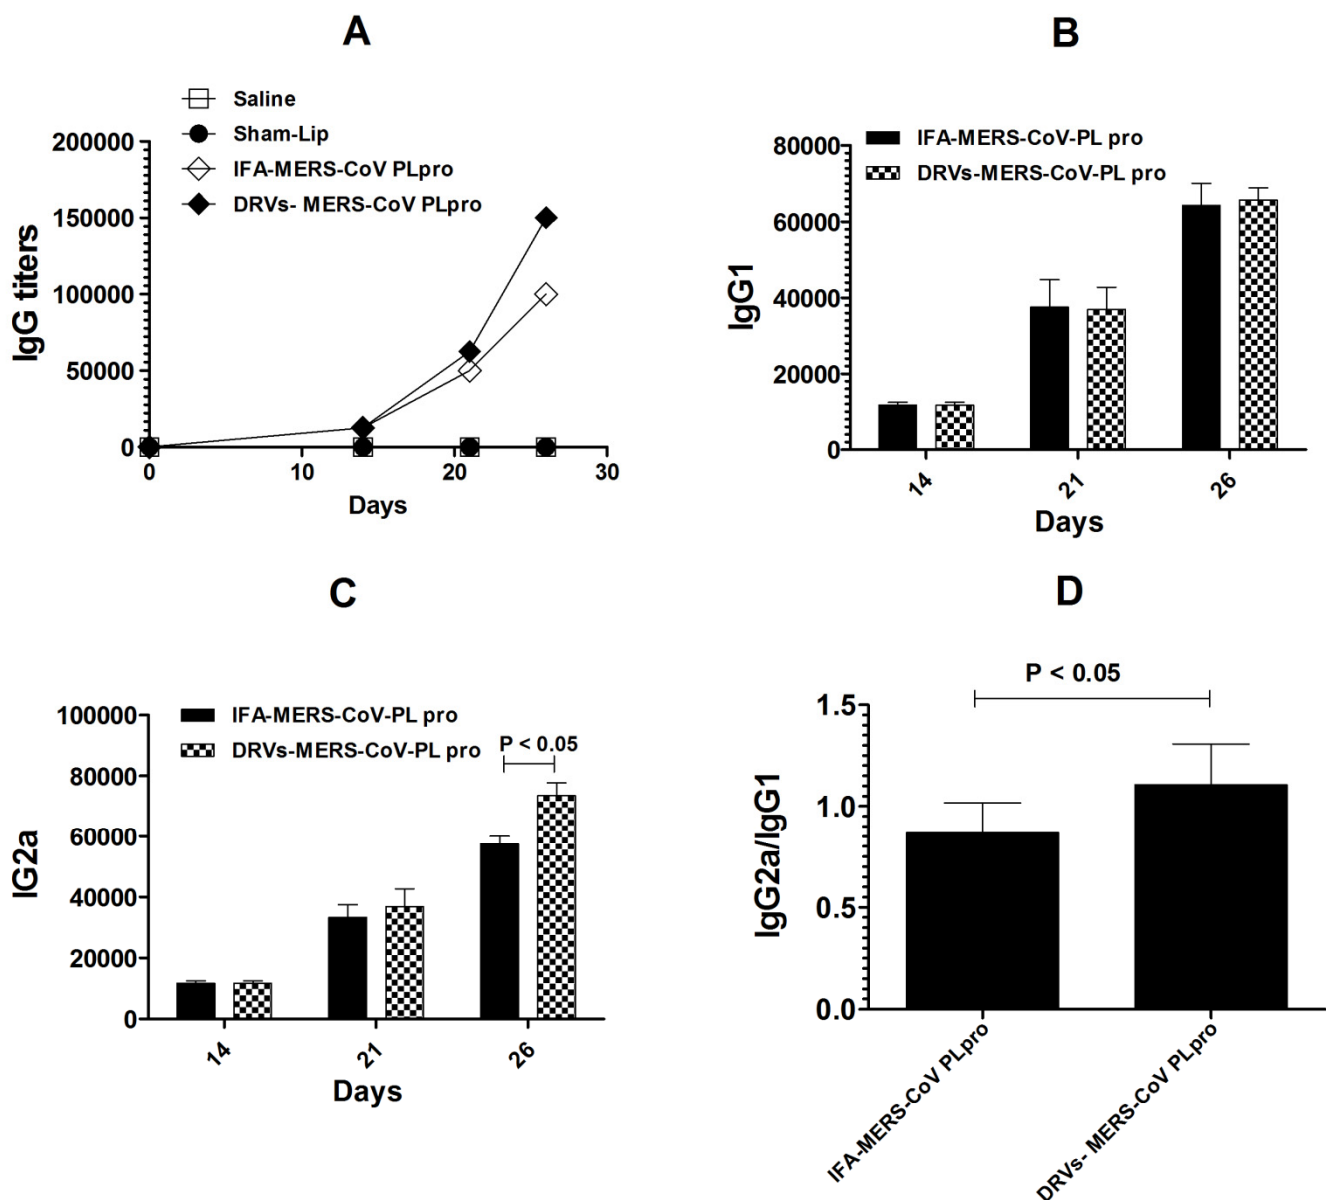 A
Saline
Sham-Lip
IFA-MERS-CoV PLpro
DRVs- MERS-CoV PLpro
200000
150000
100000
50000
0
IgG titers
0 10 20 30
Days
B
IFA-MERS-CoV-PL pro
DRVs-MERS-CoV-PL pro
80000
60000
40000
20000
0
IgG1
14 21 26
Days
C
IFA-MERS-CoV-PL pro
DRVs-MERS-CoV-PL pro
P < 0.05
100000
80000
60000
40000
20000
0
IG2a
14 21 26
Days
D
P < 0.05
1.5
1.0
0.5
0.0
IgG2a/IgG1
IFA-MERS-CoV PLpro
DRVs- MERS-CoV PLpro